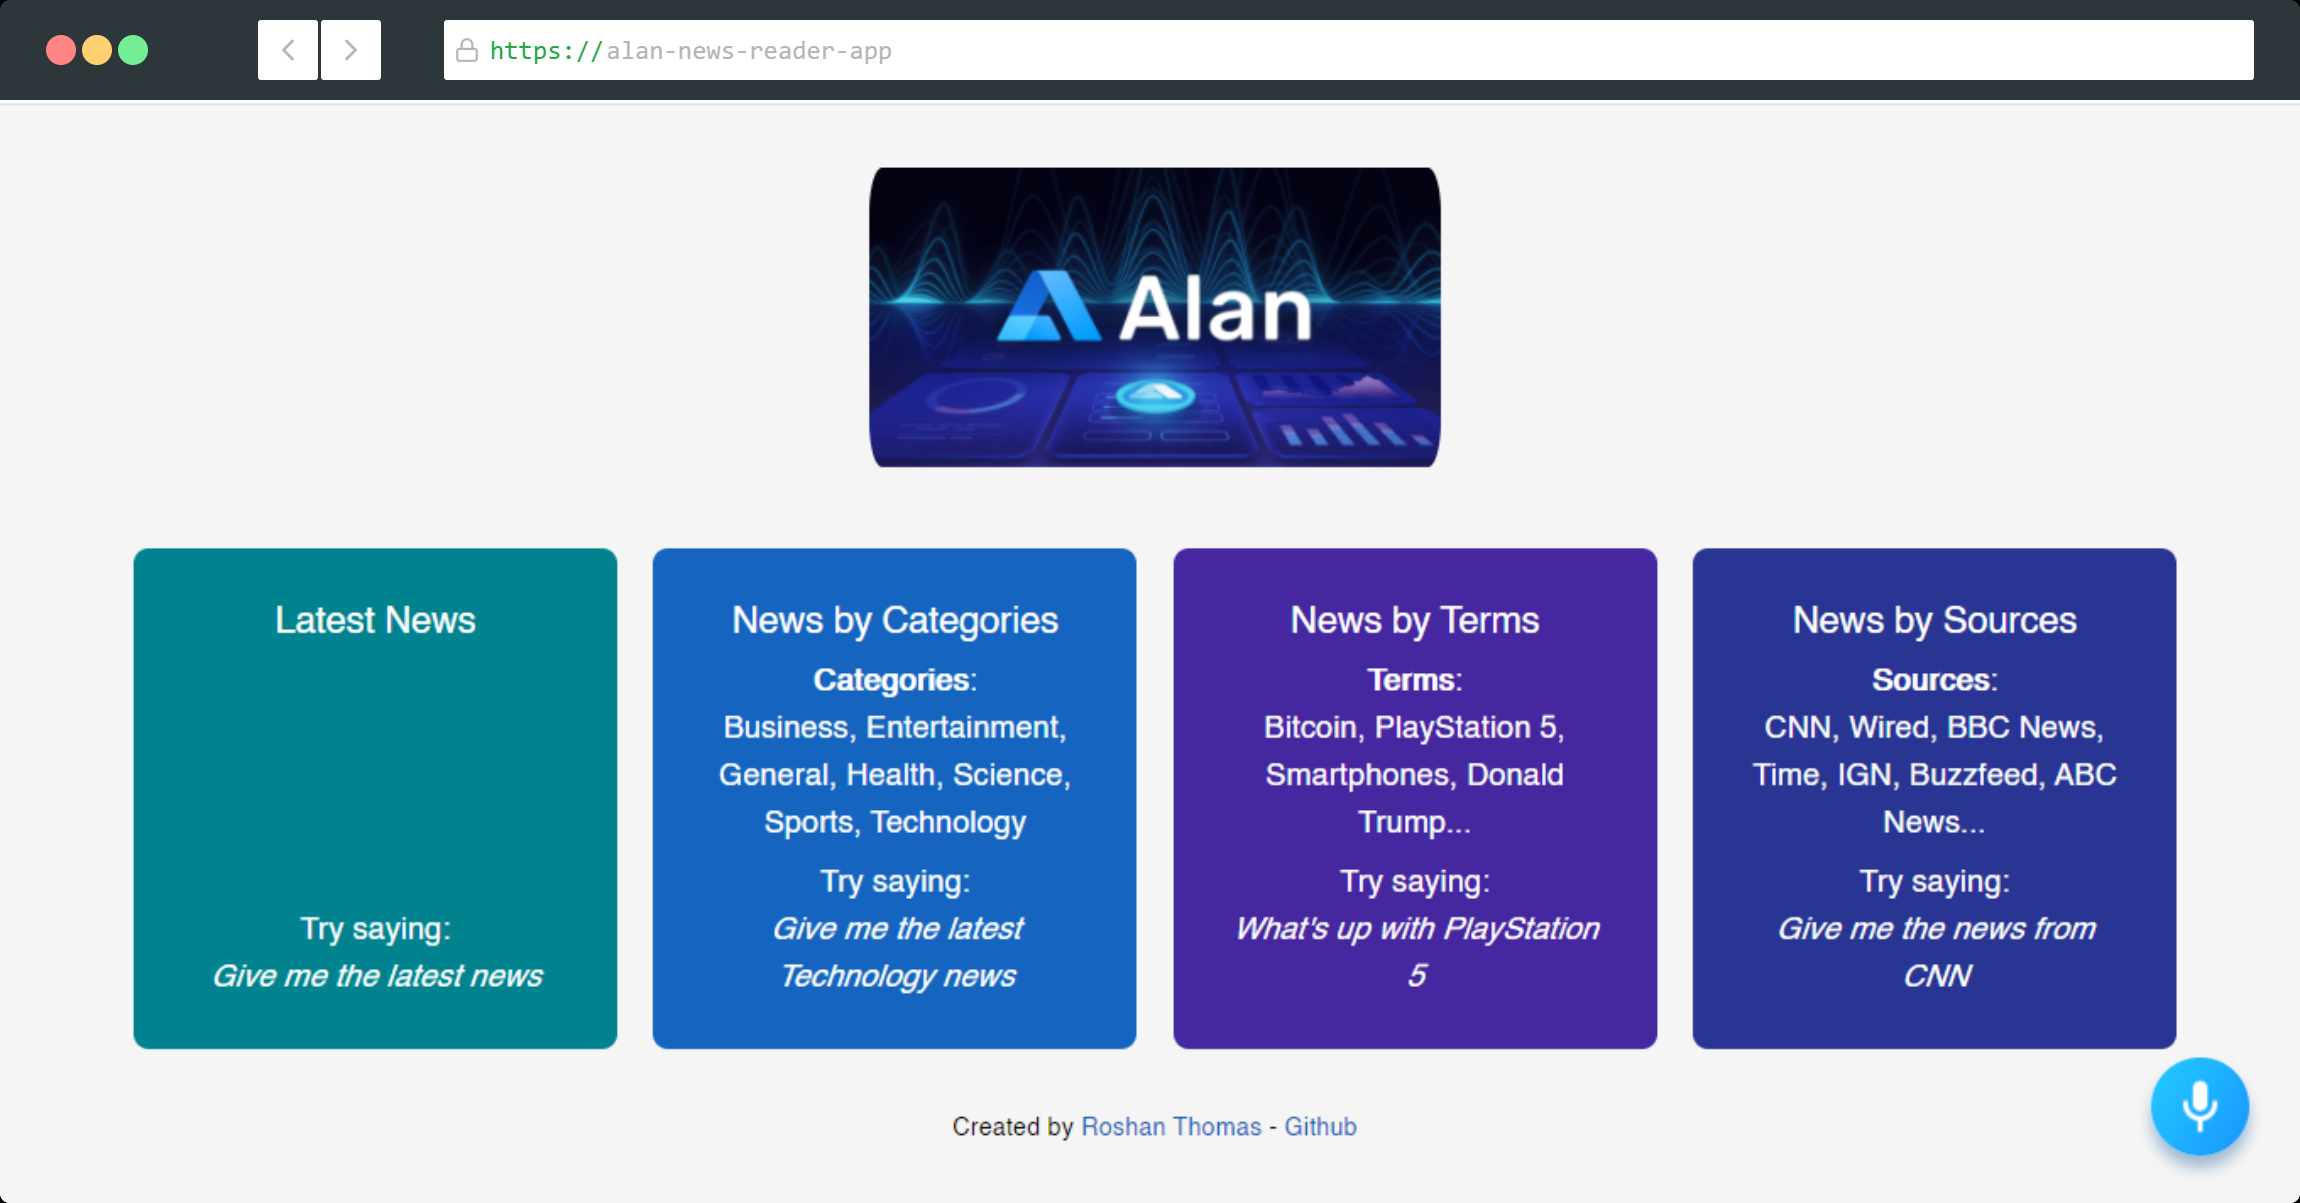 https://alan-news-reader-app
Alan
Latest News
Try saying:
Give me the latest news
News by Categories
Categories:
Business, Entertainment,
General, Health, Science,
Sports, Technology
Try saying:
Give me the latest
Technology news
News by Terms
Terms:
Bitcoin, PlayStation 5,
Smartphones, Donald
Trump...
Try saying:
What's up with PlayStation
5
News by Sources
Sources:
CNN, Wired, BBC News,
Time, IGN, Buzzfeed, ABC
News...
Try saying:
Give me the news from
CNN
Created by Roshan Thomas - Github